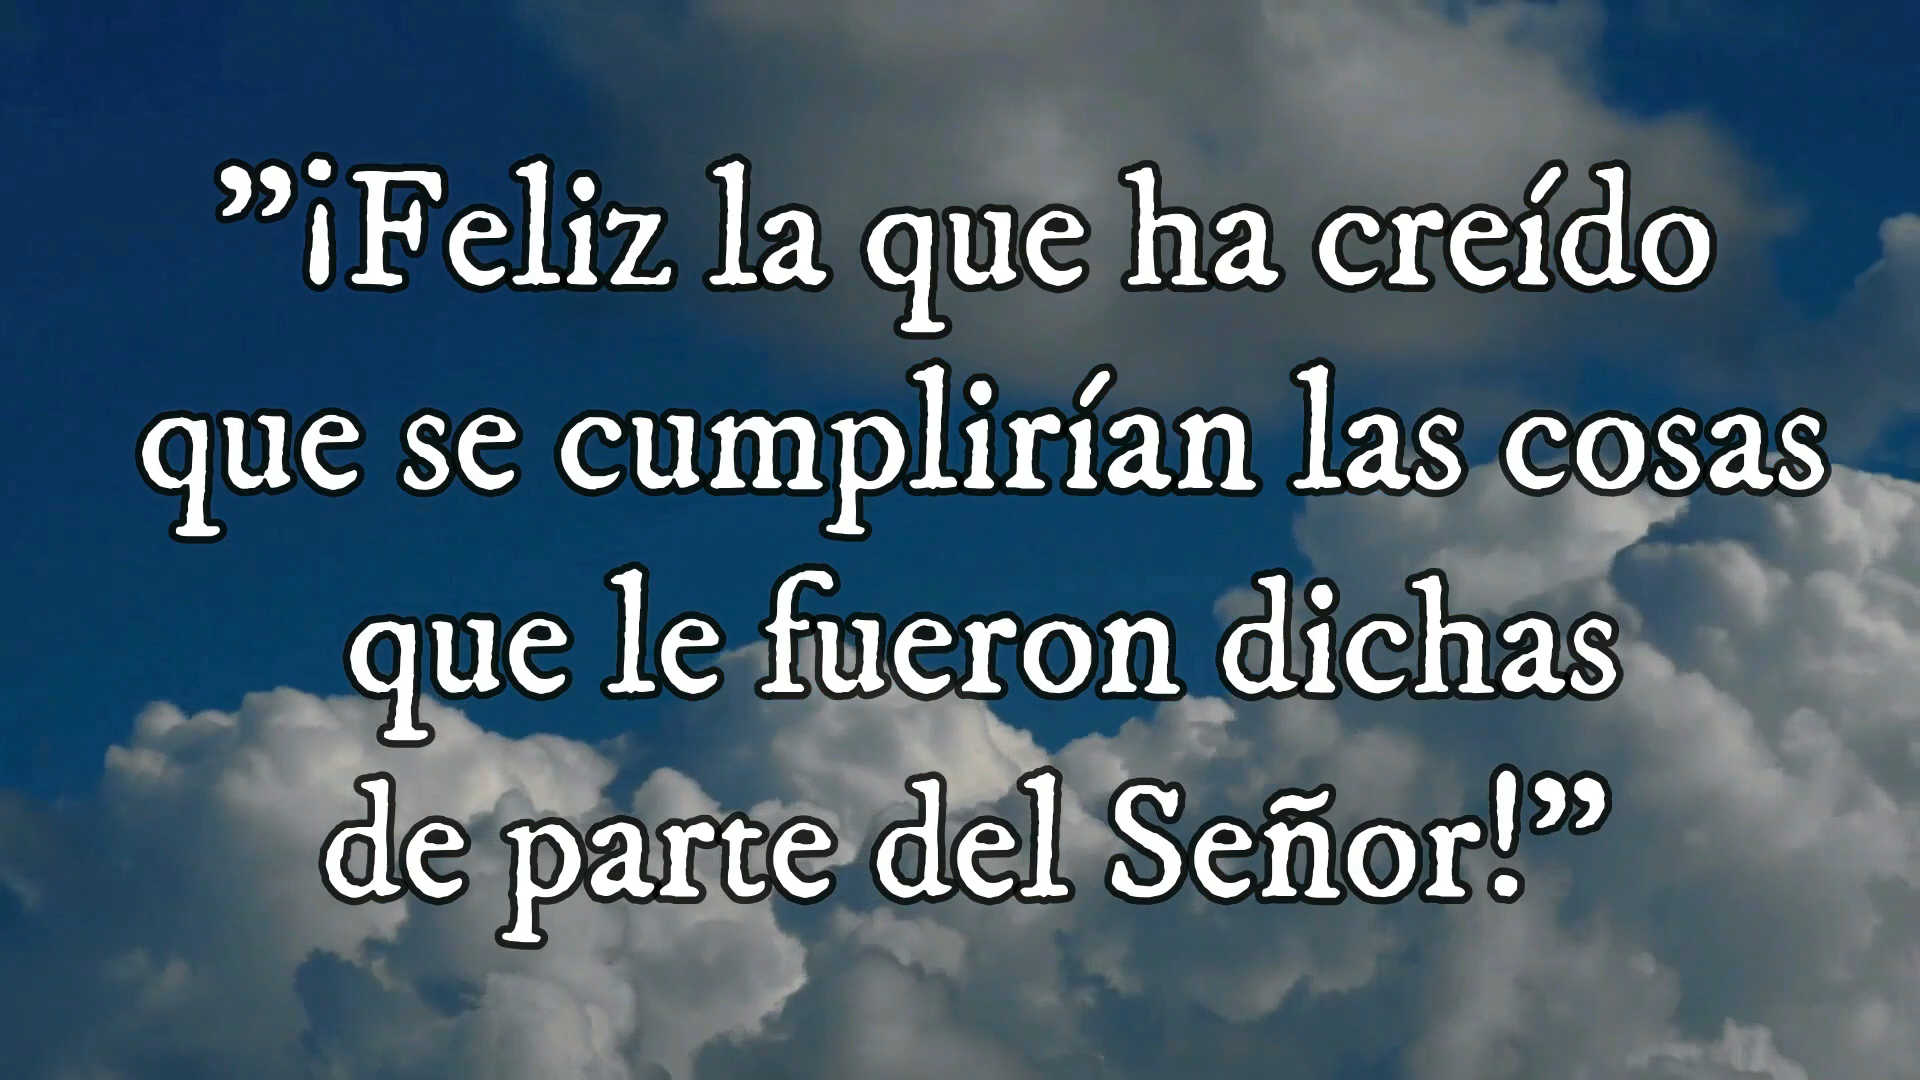 ”¡Feliz la que ha creído
que se cumplirían las cosas
que le fueron dichas
de parte del Señor!”